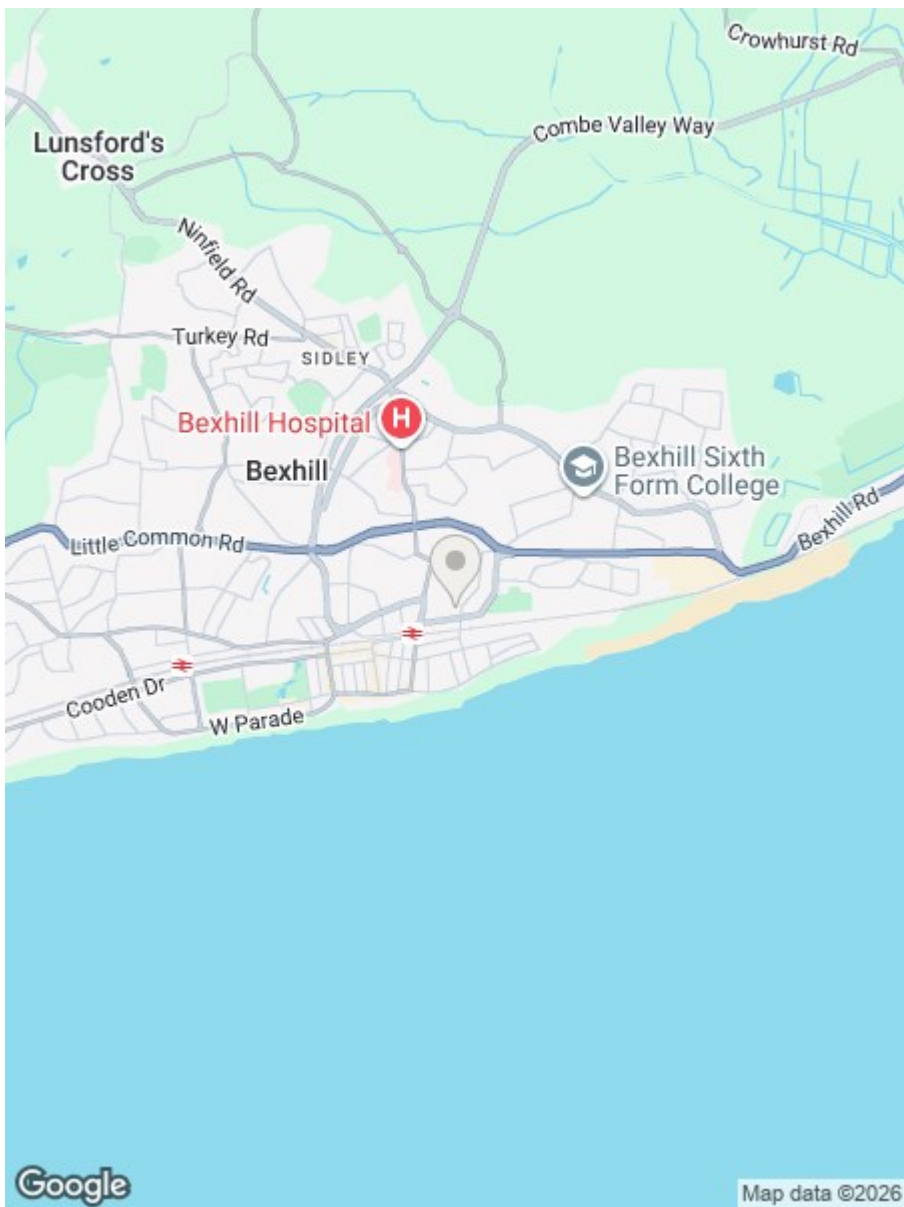 Crowhurst Rd
Combe Valley Way
Lunsford's
Cross
Ninfield Rd
Turkey Rd
SIDLEY
Bexhill Hospital
H
Bexhill
Bexhill Sixth
Form College
Bexhill Rd
Little Common Rd
Cooden Dr
W Parade
Google
Map data ©2026